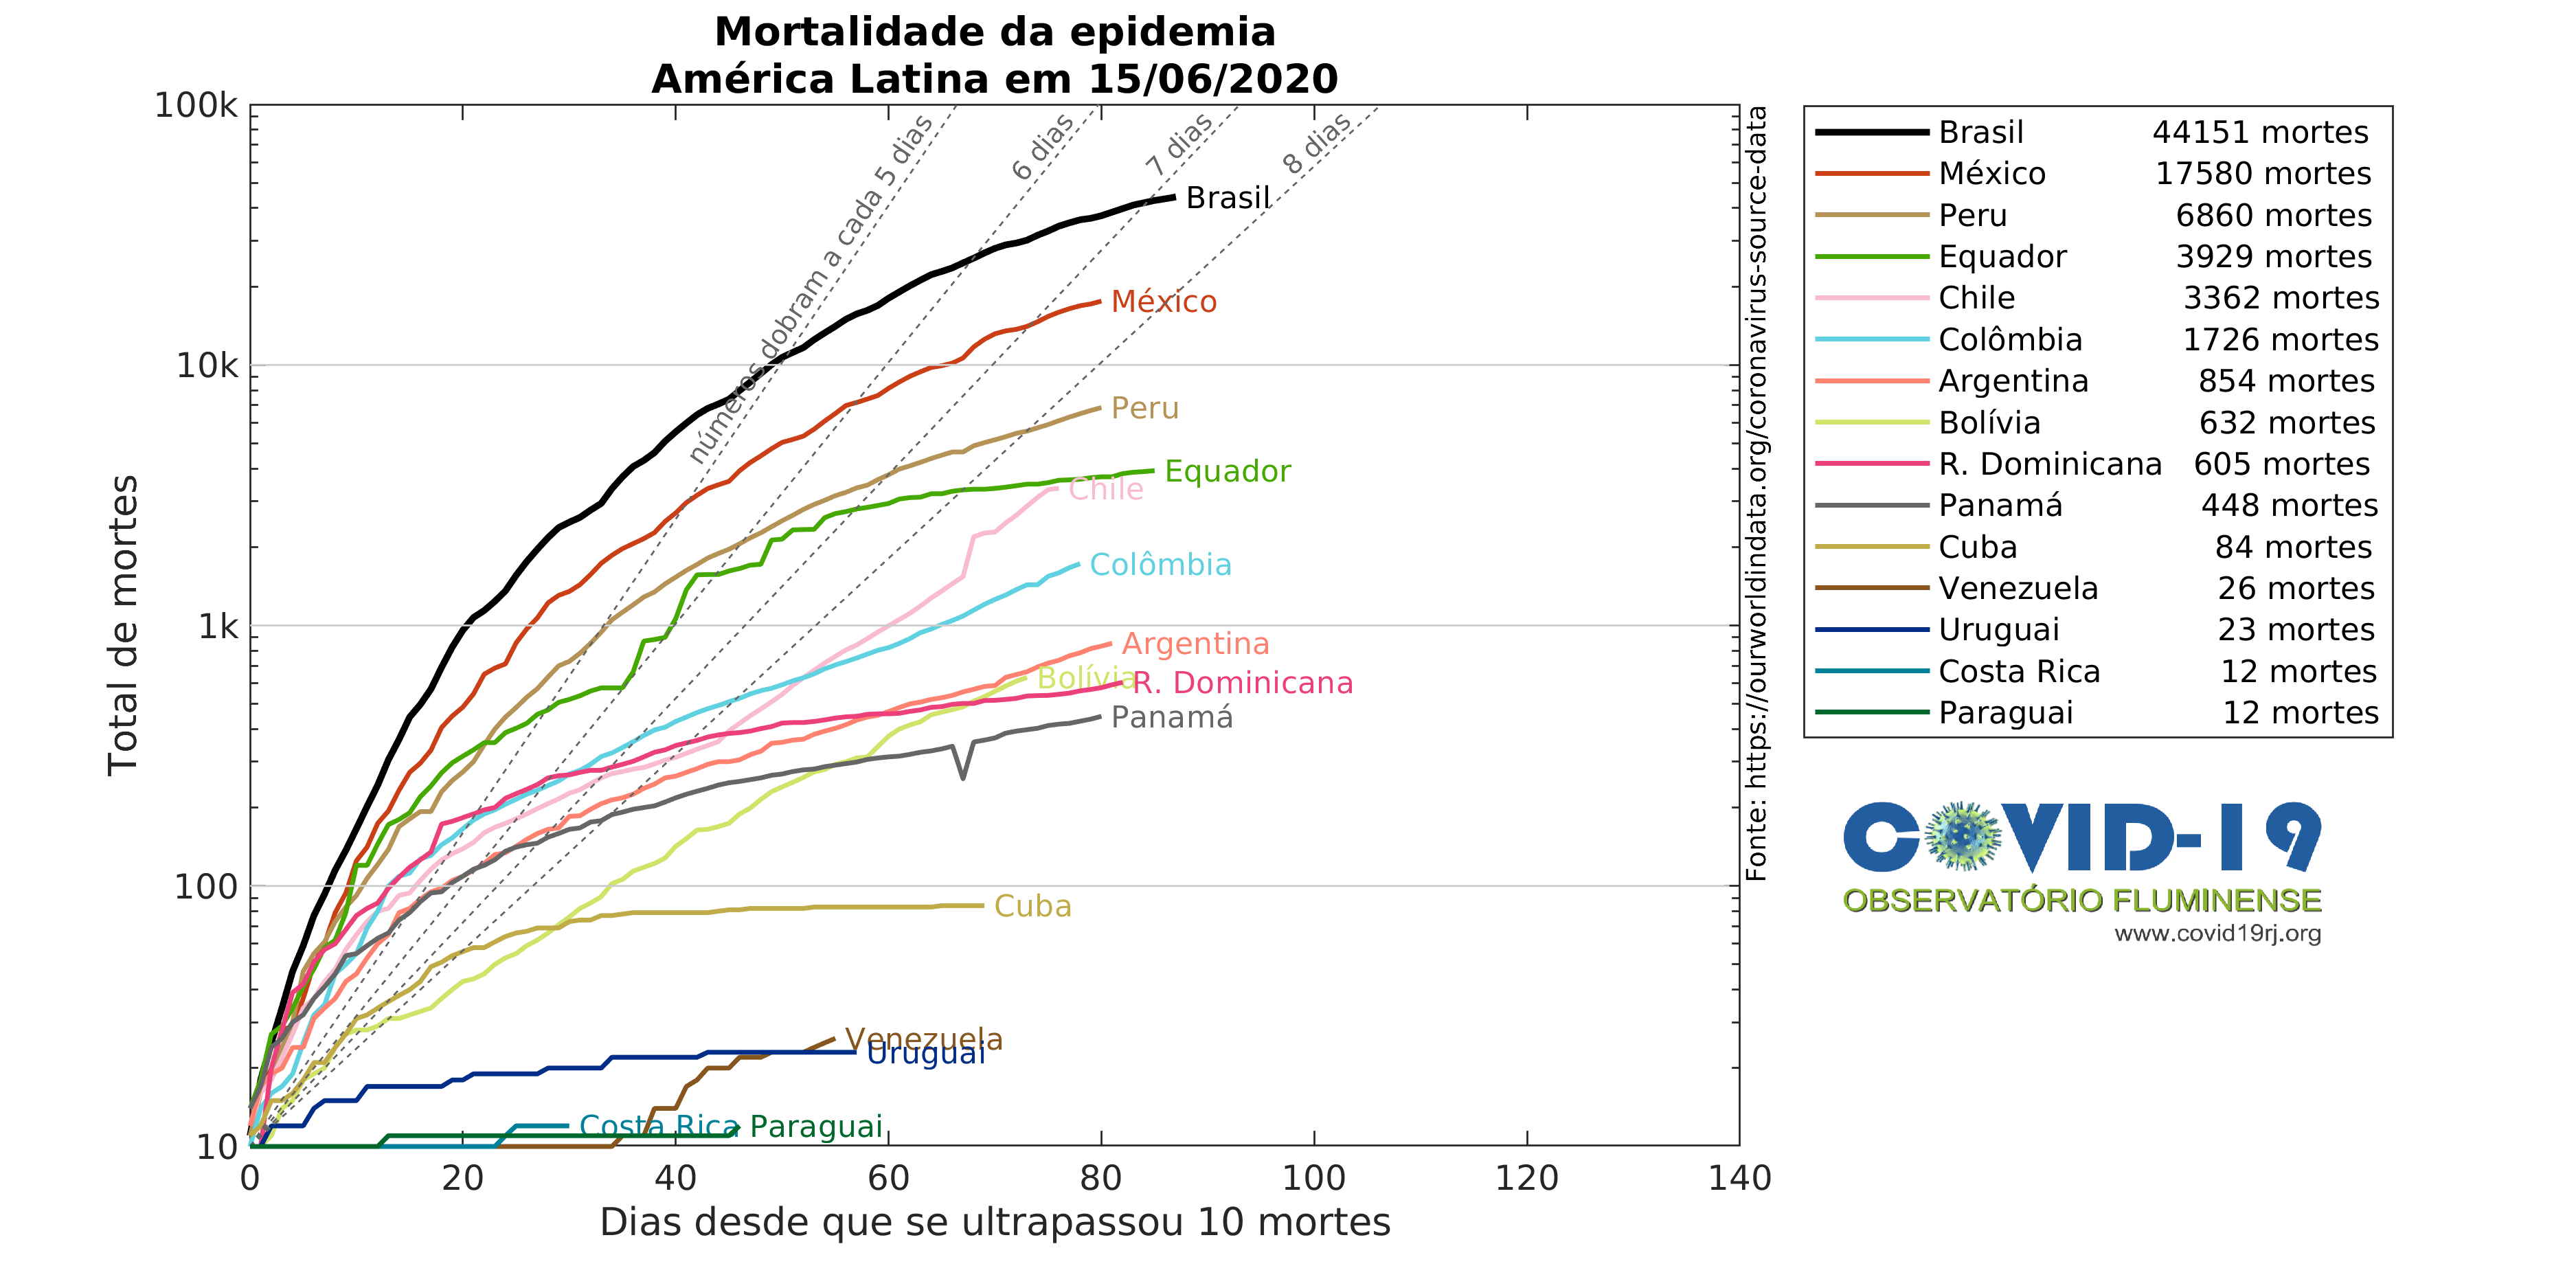 Mortalidade da epidemia
América Latina em 15/06/2020
Total de mortes
100k
10k
1k
100
10
0 20 40 60 80 100 120 140
Dias desde que se ultrapassou 10 mortes
números dobram a cada 5 dias
6 dias
7 dias
8 dias
Brasil
México
Peru
Equador
Chile
Colômbia
Argentina
Bolívia
R. Dominicana
Panamá
Cuba
Venezuela
Uruguai
Costa Rica
Paraguai
Fonte: https://ourworldindata.org/coronavirus-source-data
Brasil 44151 mortes
México 17580 mortes
Peru 6860 mortes
Equador 3929 mortes
Chile 3362 mortes
Colômbia 1726 mortes
Argentina 854 mortes
Bolívia 632 mortes
R. Dominicana 605 mortes
Panamá 448 mortes
Cuba 84 mortes
Venezuela 26 mortes
Uruguai 23 mortes
Costa Rica 12 mortes
Paraguai 12 mortes
COVID-19
OBSERVATÓRIO FLUMINENSE
www.covid19rj.org